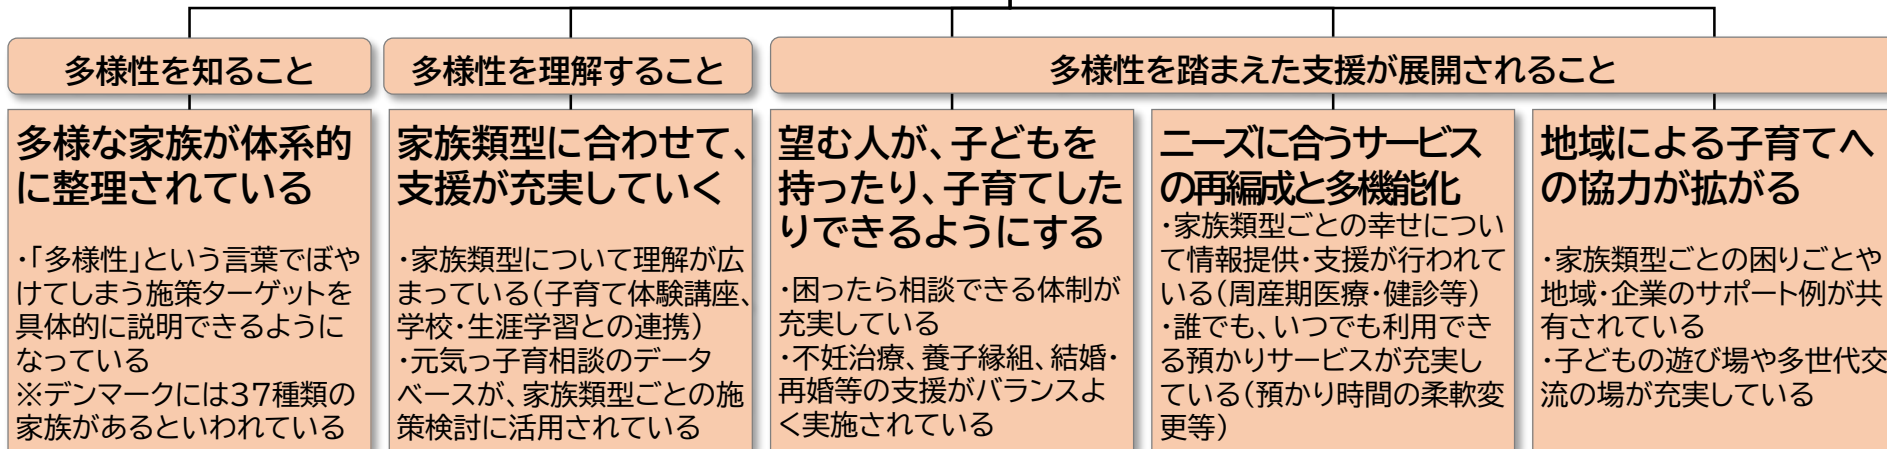 多様性を知ること
多様な家族が体系的
に整理されている
・「多様性」という言葉でぼや
けてしまう施策ターゲットを
具体的に説明できるように
なっている
※デンマークには37種類の
家族があるといわれている
多様性を理解すること
家族類型に合わせて、
支援が充実していく
・家族類型について理解が広
まっている(子育て体験講座、
学校・生涯学習との連携)
・元気っ子育相談のデータ
ベースが、家族類型ごとの施
策検討に活用されている
多様性を踏まえた支援が展開されること
望む人が、子どもを
持ったり、子育てした
りできるようにする
・困ったら相談できる体制が
充実している
・不妊治療、養子縁組、結婚・
再婚等の支援がバランスよ
く実施されている
ニーズに合うサービス
の再編成と多機能化
・家族類型ごとの幸せについ
て情報提供・支援が行われて
いる(周産期医療・健診等)
・誰でも、いつでも利用でき
る預かりサービスが充実し
ている(預かり時間の柔軟変
更等)
地域による子育てへ
の協力が拡がる
・家族類型ごとの困りごとや
地域・企業のサポート例が共
有されている
・子どもの遊び場や多世代交
流の場が充実している